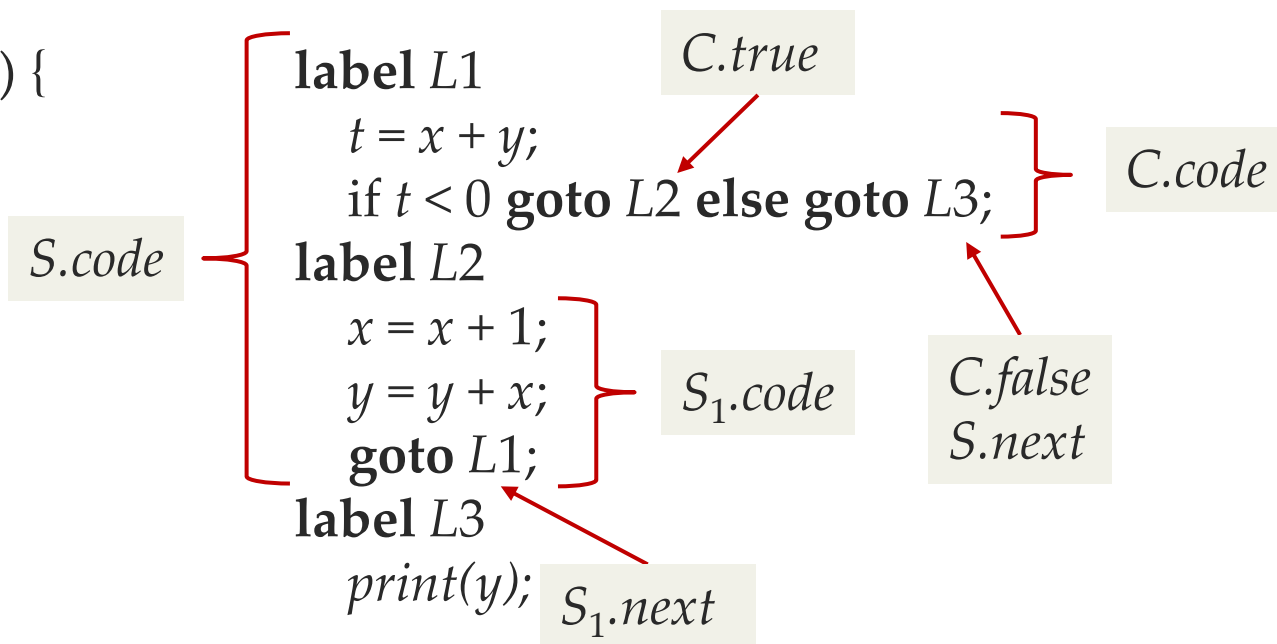 ) {
label L1
t = x + y;
if t < 0 goto L2 else goto L3;
label L2
x = x + 1;
y = y + x;
goto L1;
label L3
print(y);
S.code
C.true
C.code
S₁.code
C.false
S.next
S₁.next